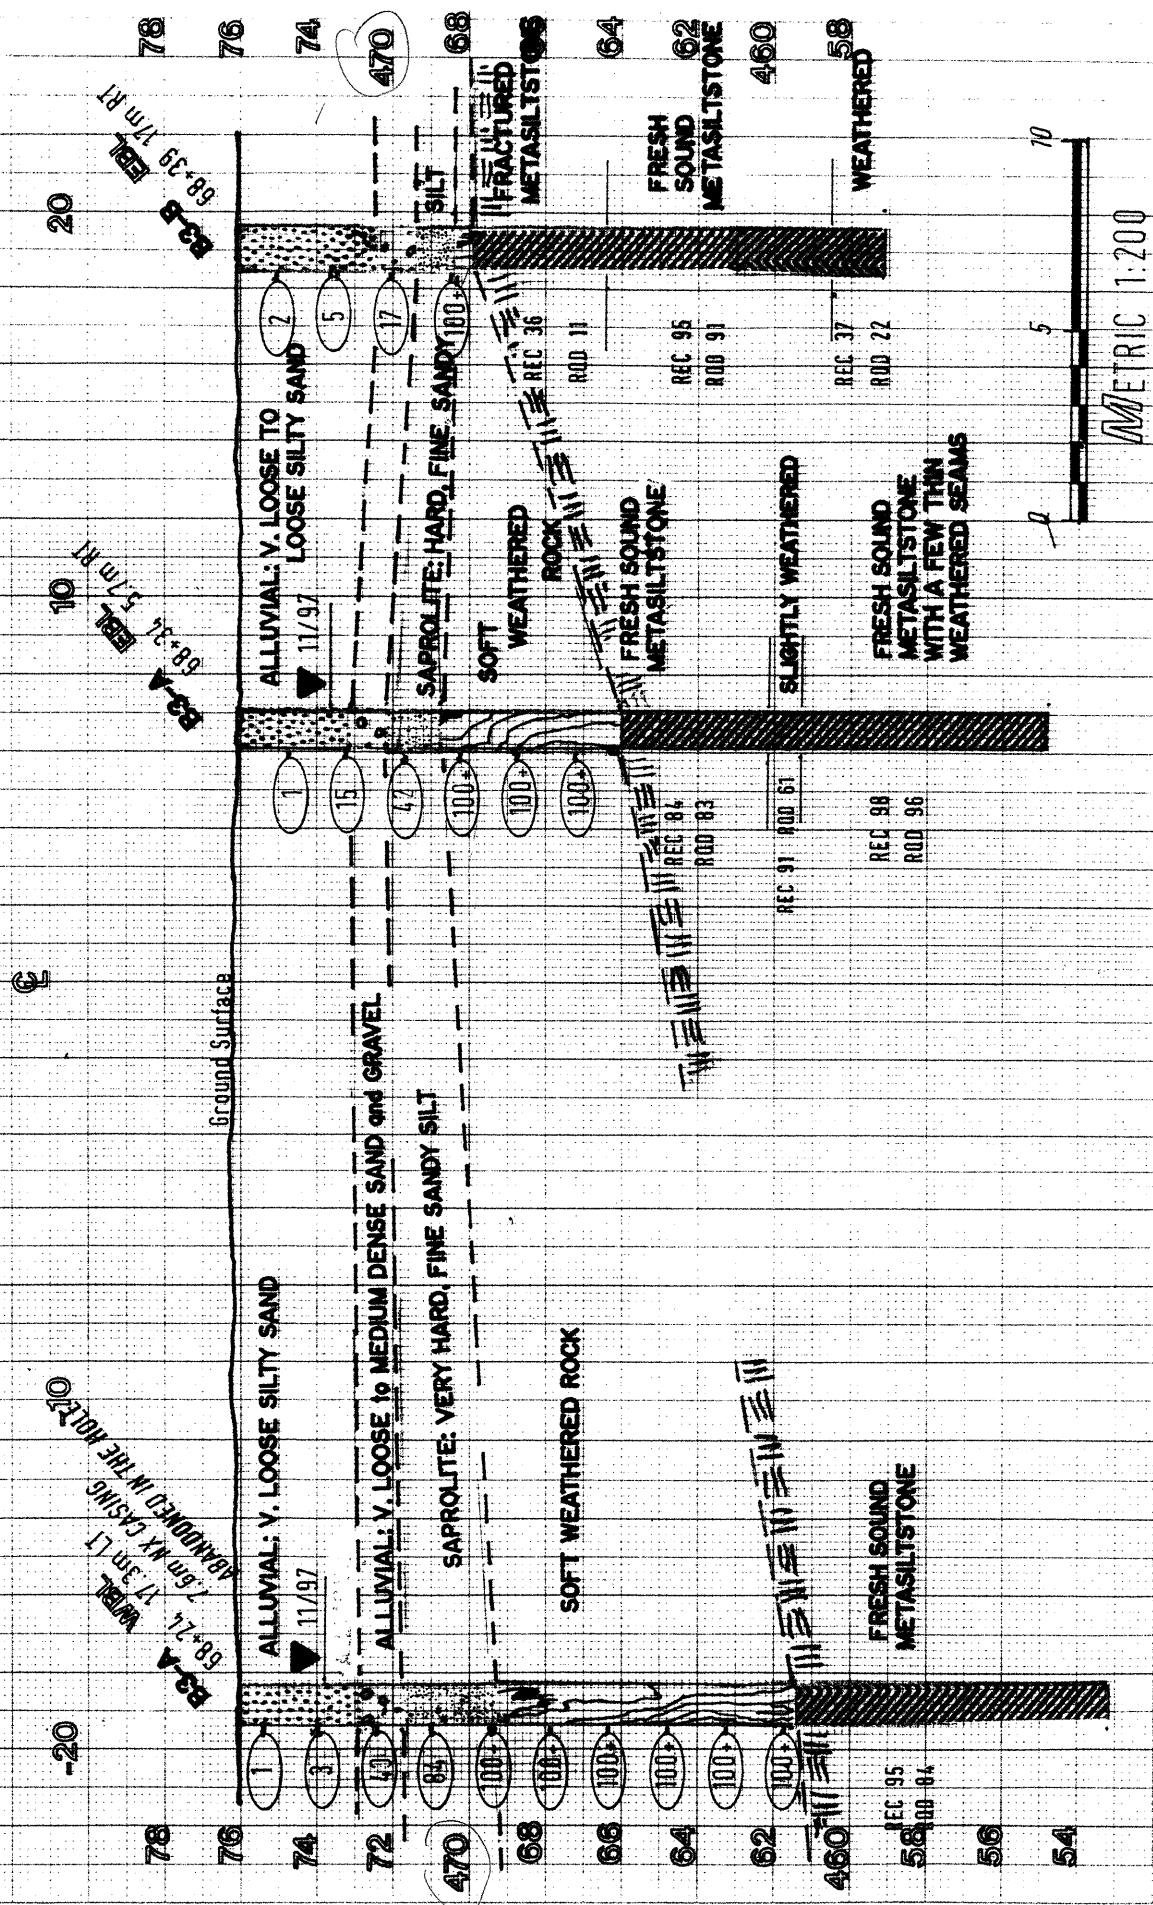 -20
-10
℄
10
20
B3-A WBL
68+24 17.3m LT
7.6m NX CASING
ABANDONED IN THE HOLE
B3-A EBL
68+34 5.7m RT
B3-B EBL
68+39 17m RT
78
76
74
72
470
68
66
64
62
460
58
56
54
78
76
74
470
68
64
62
460
58
Ground Surface
ALLUVIAL: V. LOOSE SILTY SAND
11/97
ALLUVIAL: V. LOOSE to MEDIUM DENSE SAND and GRAVEL
SAPROLITE: VERY HARD, FINE SANDY SILT
SOFT WEATHERED ROCK
FRESH SOUND
METASILTSTONE
1
3
40
84
100+
100+
100+
100+
100+
100+
REC 95
RQD 84
ALLUVIAL: V. LOOSE TO
LOOSE SILTY SAND
11/97
SAPROLITE: HARD, FINE SANDY SILT
SOFT
WEATHERED
ROCK
FRESH SOUND
METASILTSTONE
SLIGHTLY WEATHERED
FRESH SOUND
METASILTSTONE
WITH A FEW THIN
WEATHERED SEAMS
1
15
42
100+
100+
100+
REC 84
RQD 83
REC 91 RQD 61
REC 98
RQD 96
2
5
17
100+
REC 36
RQD 11
REC 95
RQD 91
REC 37
RQD 22
FRACTURED
METASILTSTONE
FRESH
SOUND
METASILTSTONE
WEATHERED
0 5 10
METRIC 1:200